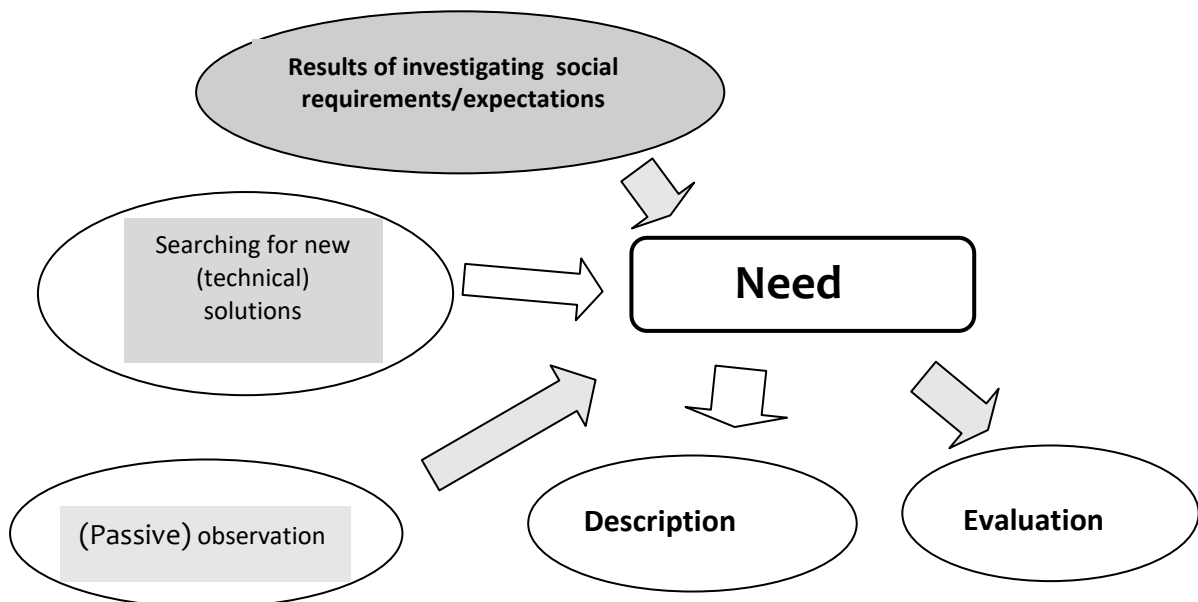 Results of investigating social
requirements/expectations
Searching for new
(technical)
solutions
Need
(Passive) observation
Description
Evaluation